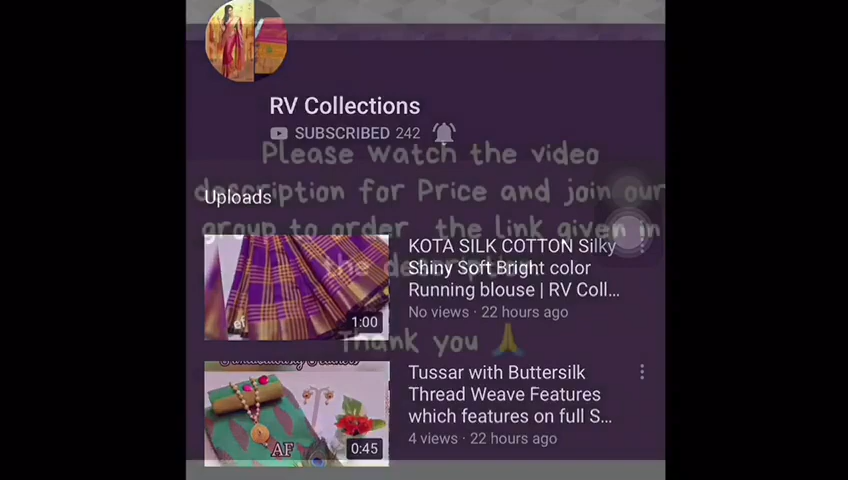 RV Collections
SUBSCRIBED 242
Please watch the video
description for Price and join our
Uploads
group to order the link given in
the description
KOTA SILK COTTON Silky
Shiny Soft Bright color
Running blouse | RV Coll...
No views · 22 hours ago
1:00
Thank you 🙏
Tussar with Buttersilk
Thread Weave Features
which features on full S...
4 views · 22 hours ago
AF
0:45